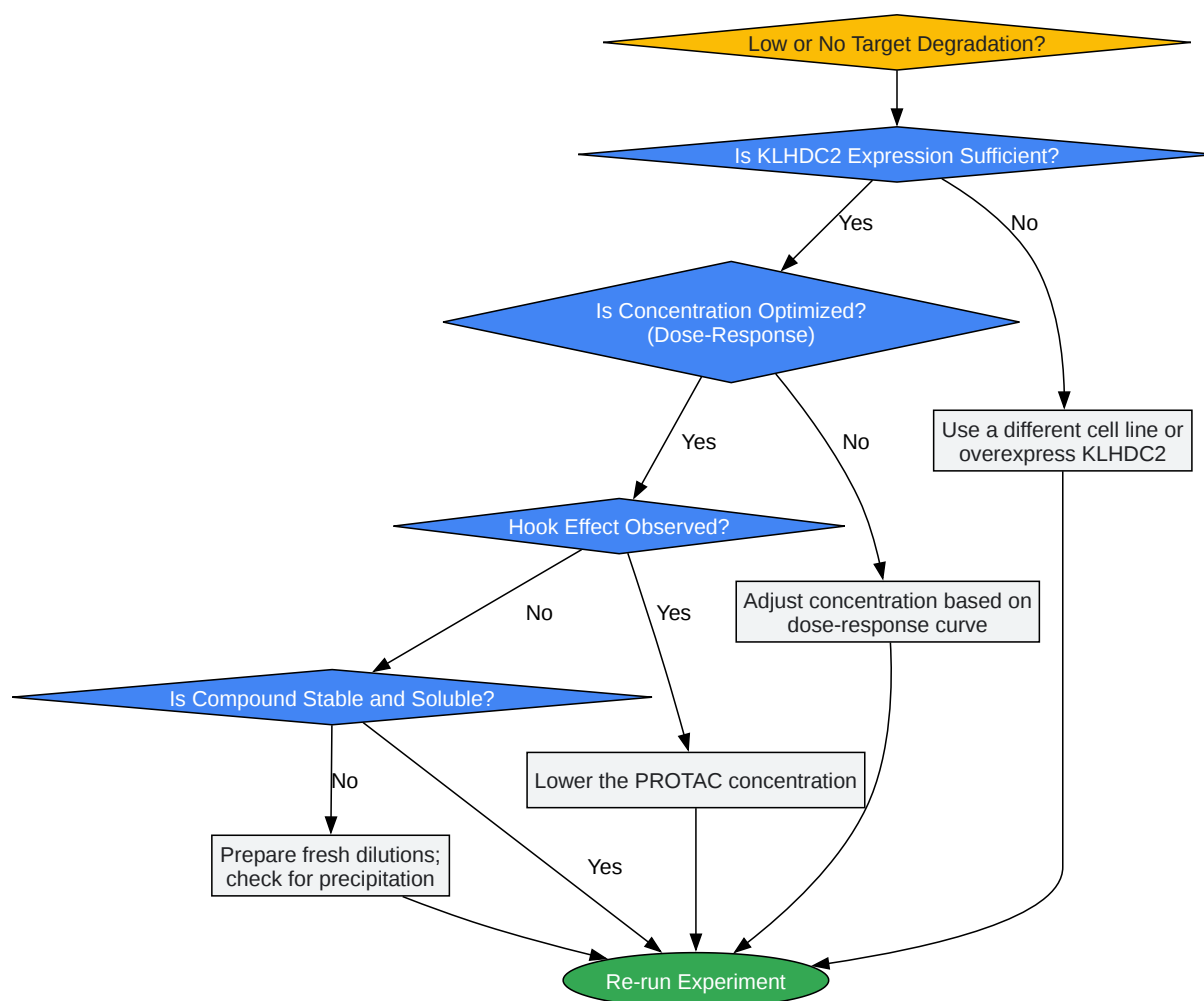 Low or No Target Degradation?
Is KLHDC2 Expression Sufficient?
Yes
No
Is Concentration Optimized?
(Dose-Response)
Use a different cell line or
overexpress KLHDC2
Yes
No
Hook Effect Observed?
Adjust concentration based on
dose-response curve
No
Yes
Is Compound Stable and Soluble?
Lower the PROTAC concentration
No
Prepare fresh dilutions;
check for precipitation
Yes
Re-run Experiment